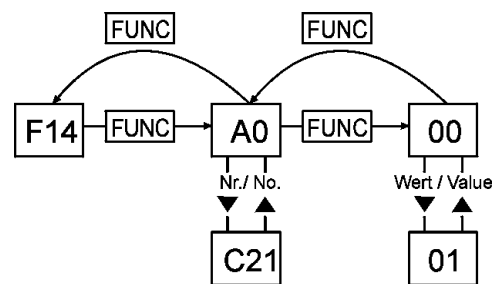 FUNC FUNC
F14 FUNC A0 FUNC 00
Nr./ No. Wert / Value
C21 01